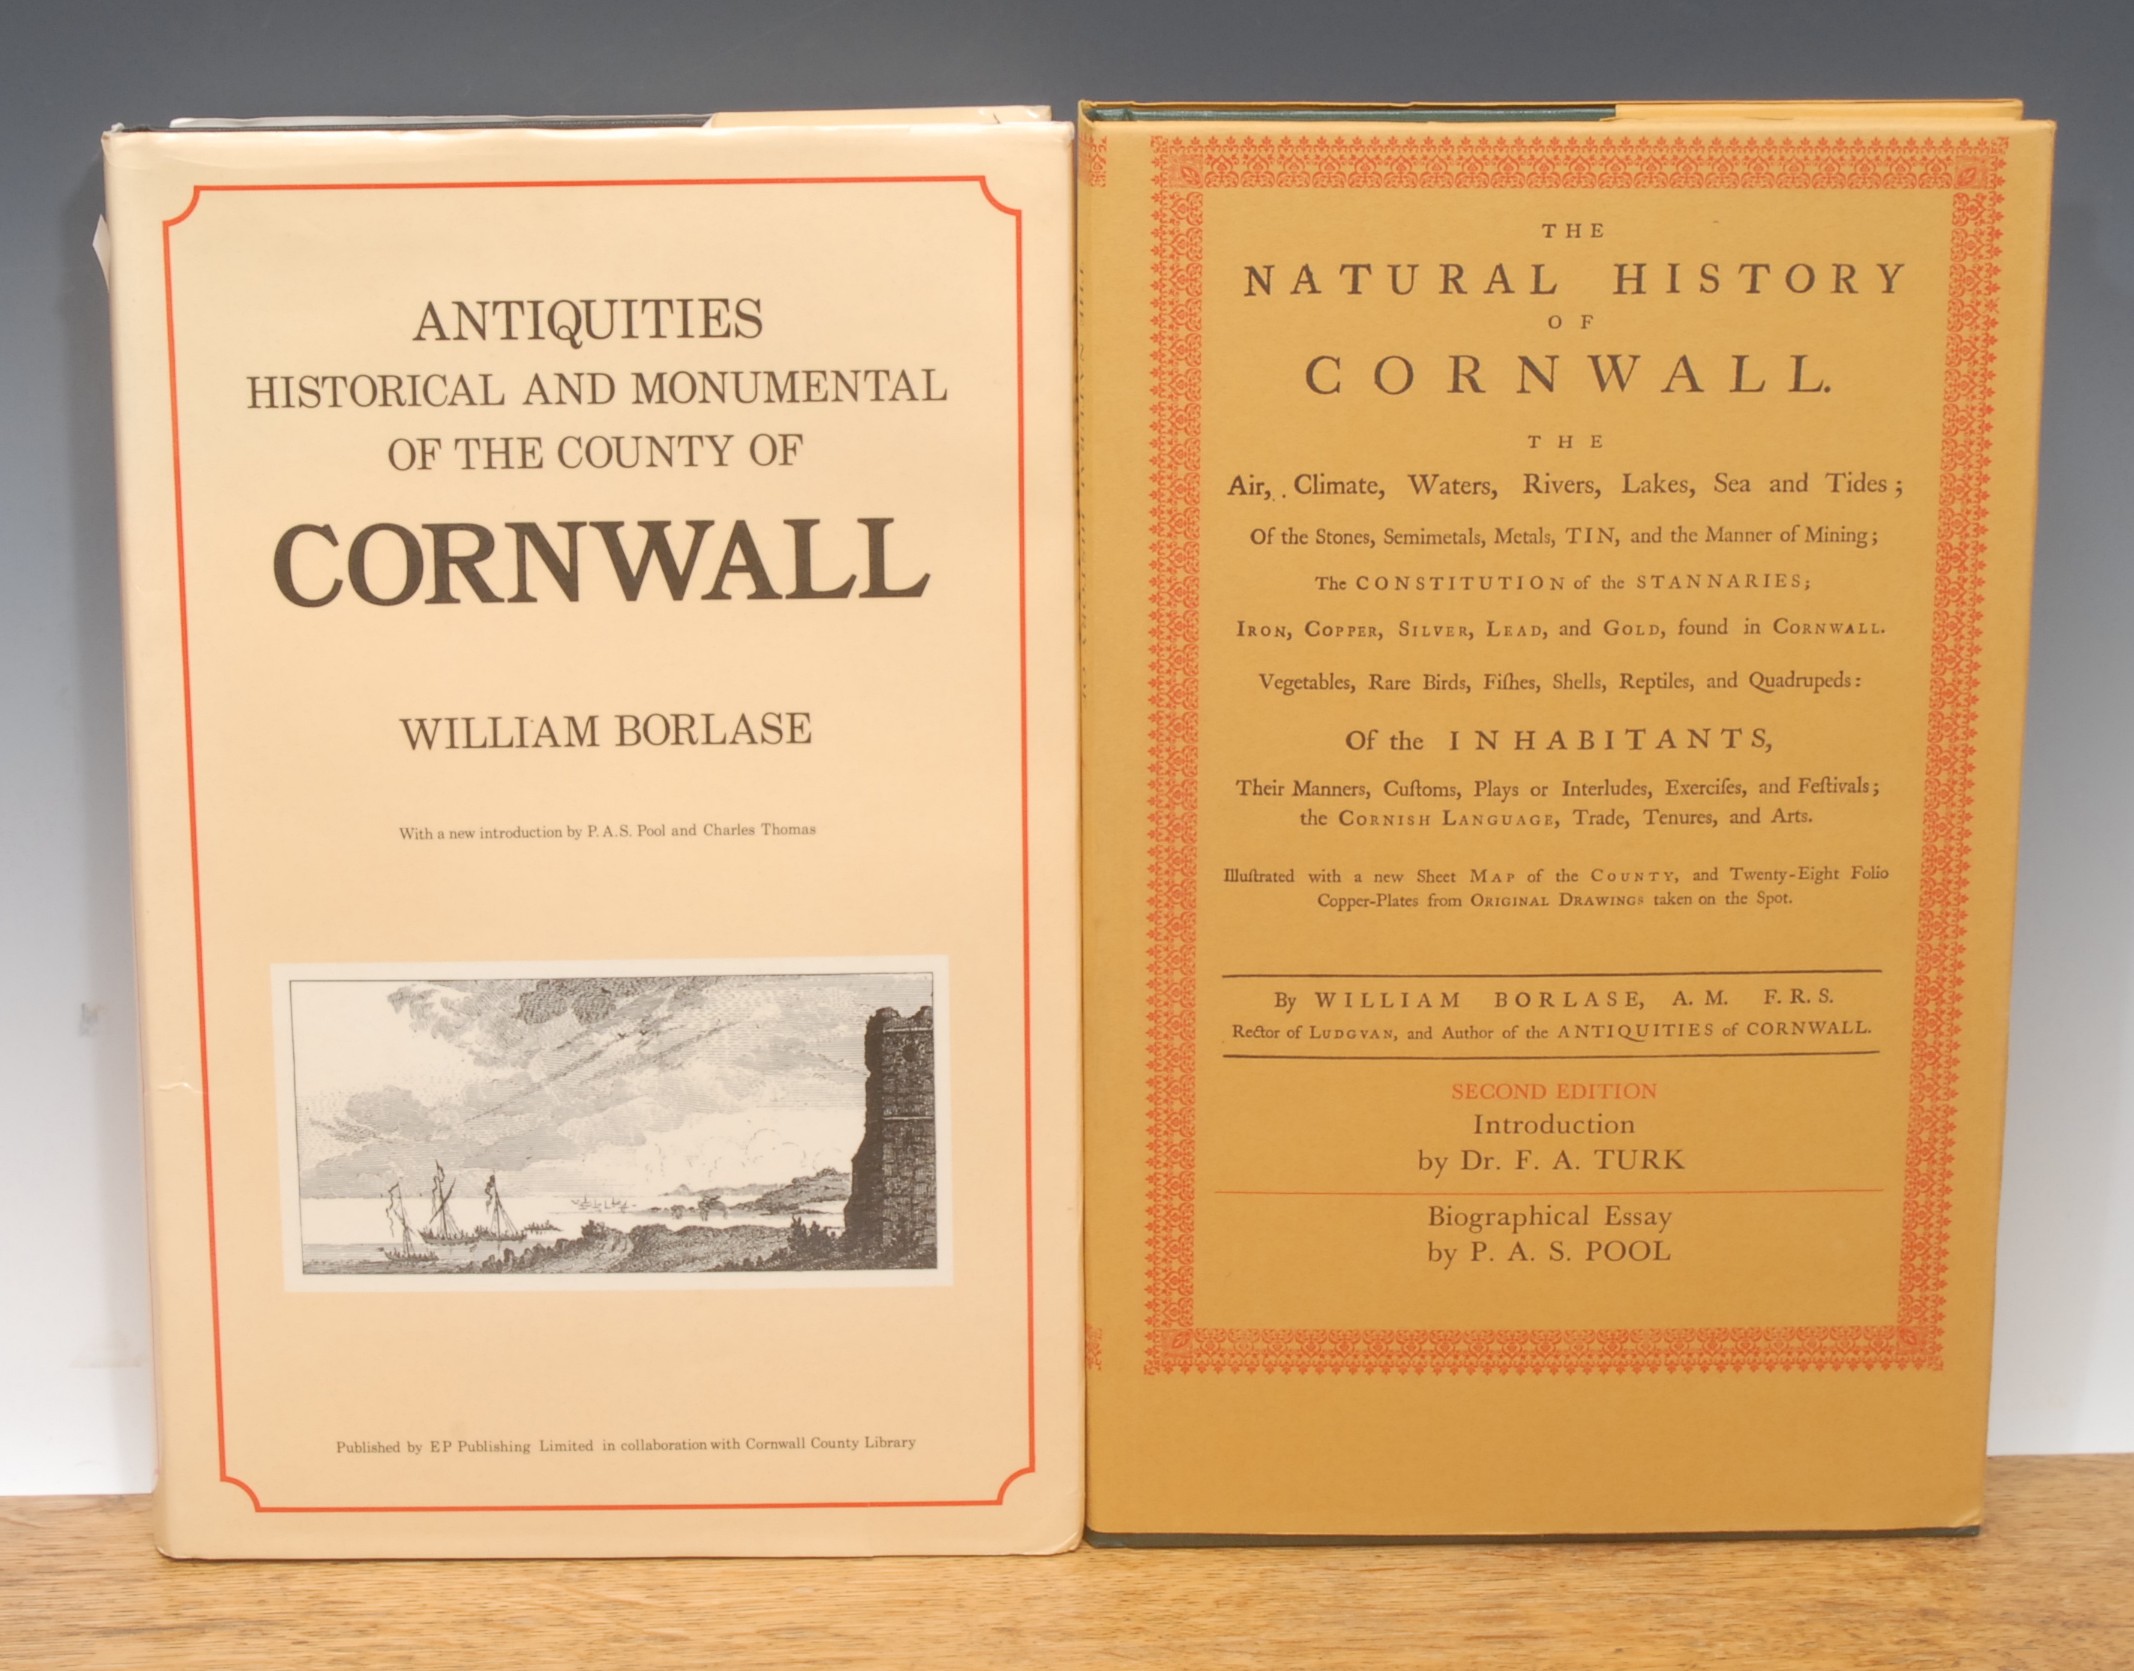 ANTIQUITIES
HISTORICAL AND MONUMENTAL
OF THE COUNTY OF
CORNWALL
WILLIAM BORLASE
With a new introduction by P.A.S. Pool and Charles Thomas
Published by EP Publishing Limited in collaboration with Cornwall County Library
THE
NATURAL HISTORY
OF
CORNWALL.
THE
Air, Climate, Waters, Rivers, Lakes, Sea and Tides;
Of the Stones, Semimetals, Metals, TIN, and the Manner of Mining;
The CONSTITUTION of the STANNARIES;
IRON, COPPER, SILVER, LEAD, and GOLD, found in CORNWALL.
Vegetables, Rare Birds, Fiſhes, Shells, Reptiles, and Quadrupeds:
Of the INHABITANTS,
Their Manners, Cuſtoms, Plays or Interludes, Exerciſes, and Feſtivals;
the CORNISH LANGUAGE, Trade, Tenures, and Arts.
Illuſtrated with a new Sheet MAP of the COUNTY, and Twenty-Eight Folio
Copper-Plates from ORIGINAL DRAWINGS taken on the Spot.
By WILLIAM BORLASE, A. M. F. R. S.
Rector of LUDGVAN, and Author of the ANTIQUITIES of CORNWALL.
SECOND EDITION
Introduction
by Dr. F. A. TURK
Biographical Essay
by P. A. S. POOL